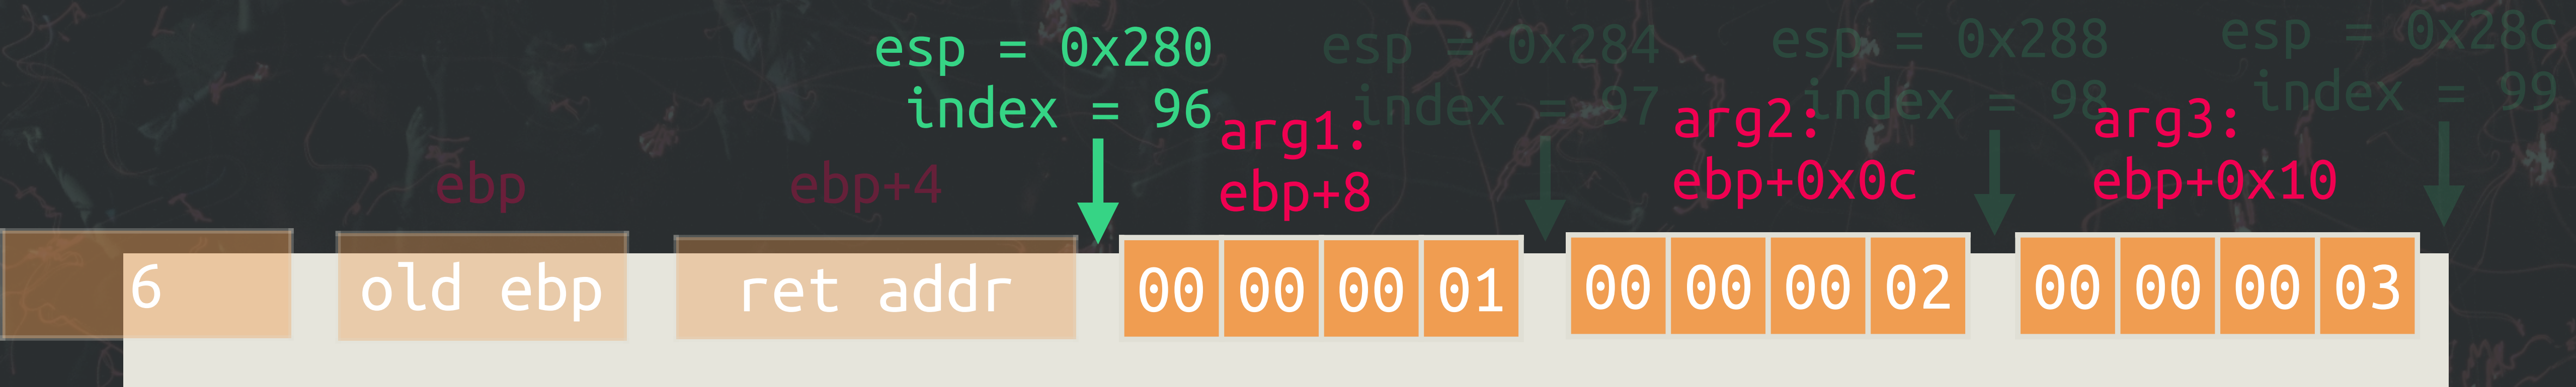 esp = 0x280
index = 96
esp = 0x284
index = 97
esp = 0x288
index = 98
esp = 0x28c
index = 99
ebp
ebp+4
arg1:
ebp+8
arg2:
ebp+0x0c
arg3:
ebp+0x10
6
old ebp
ret addr
00 00 00 01
00 00 00 02
00 00 00 03